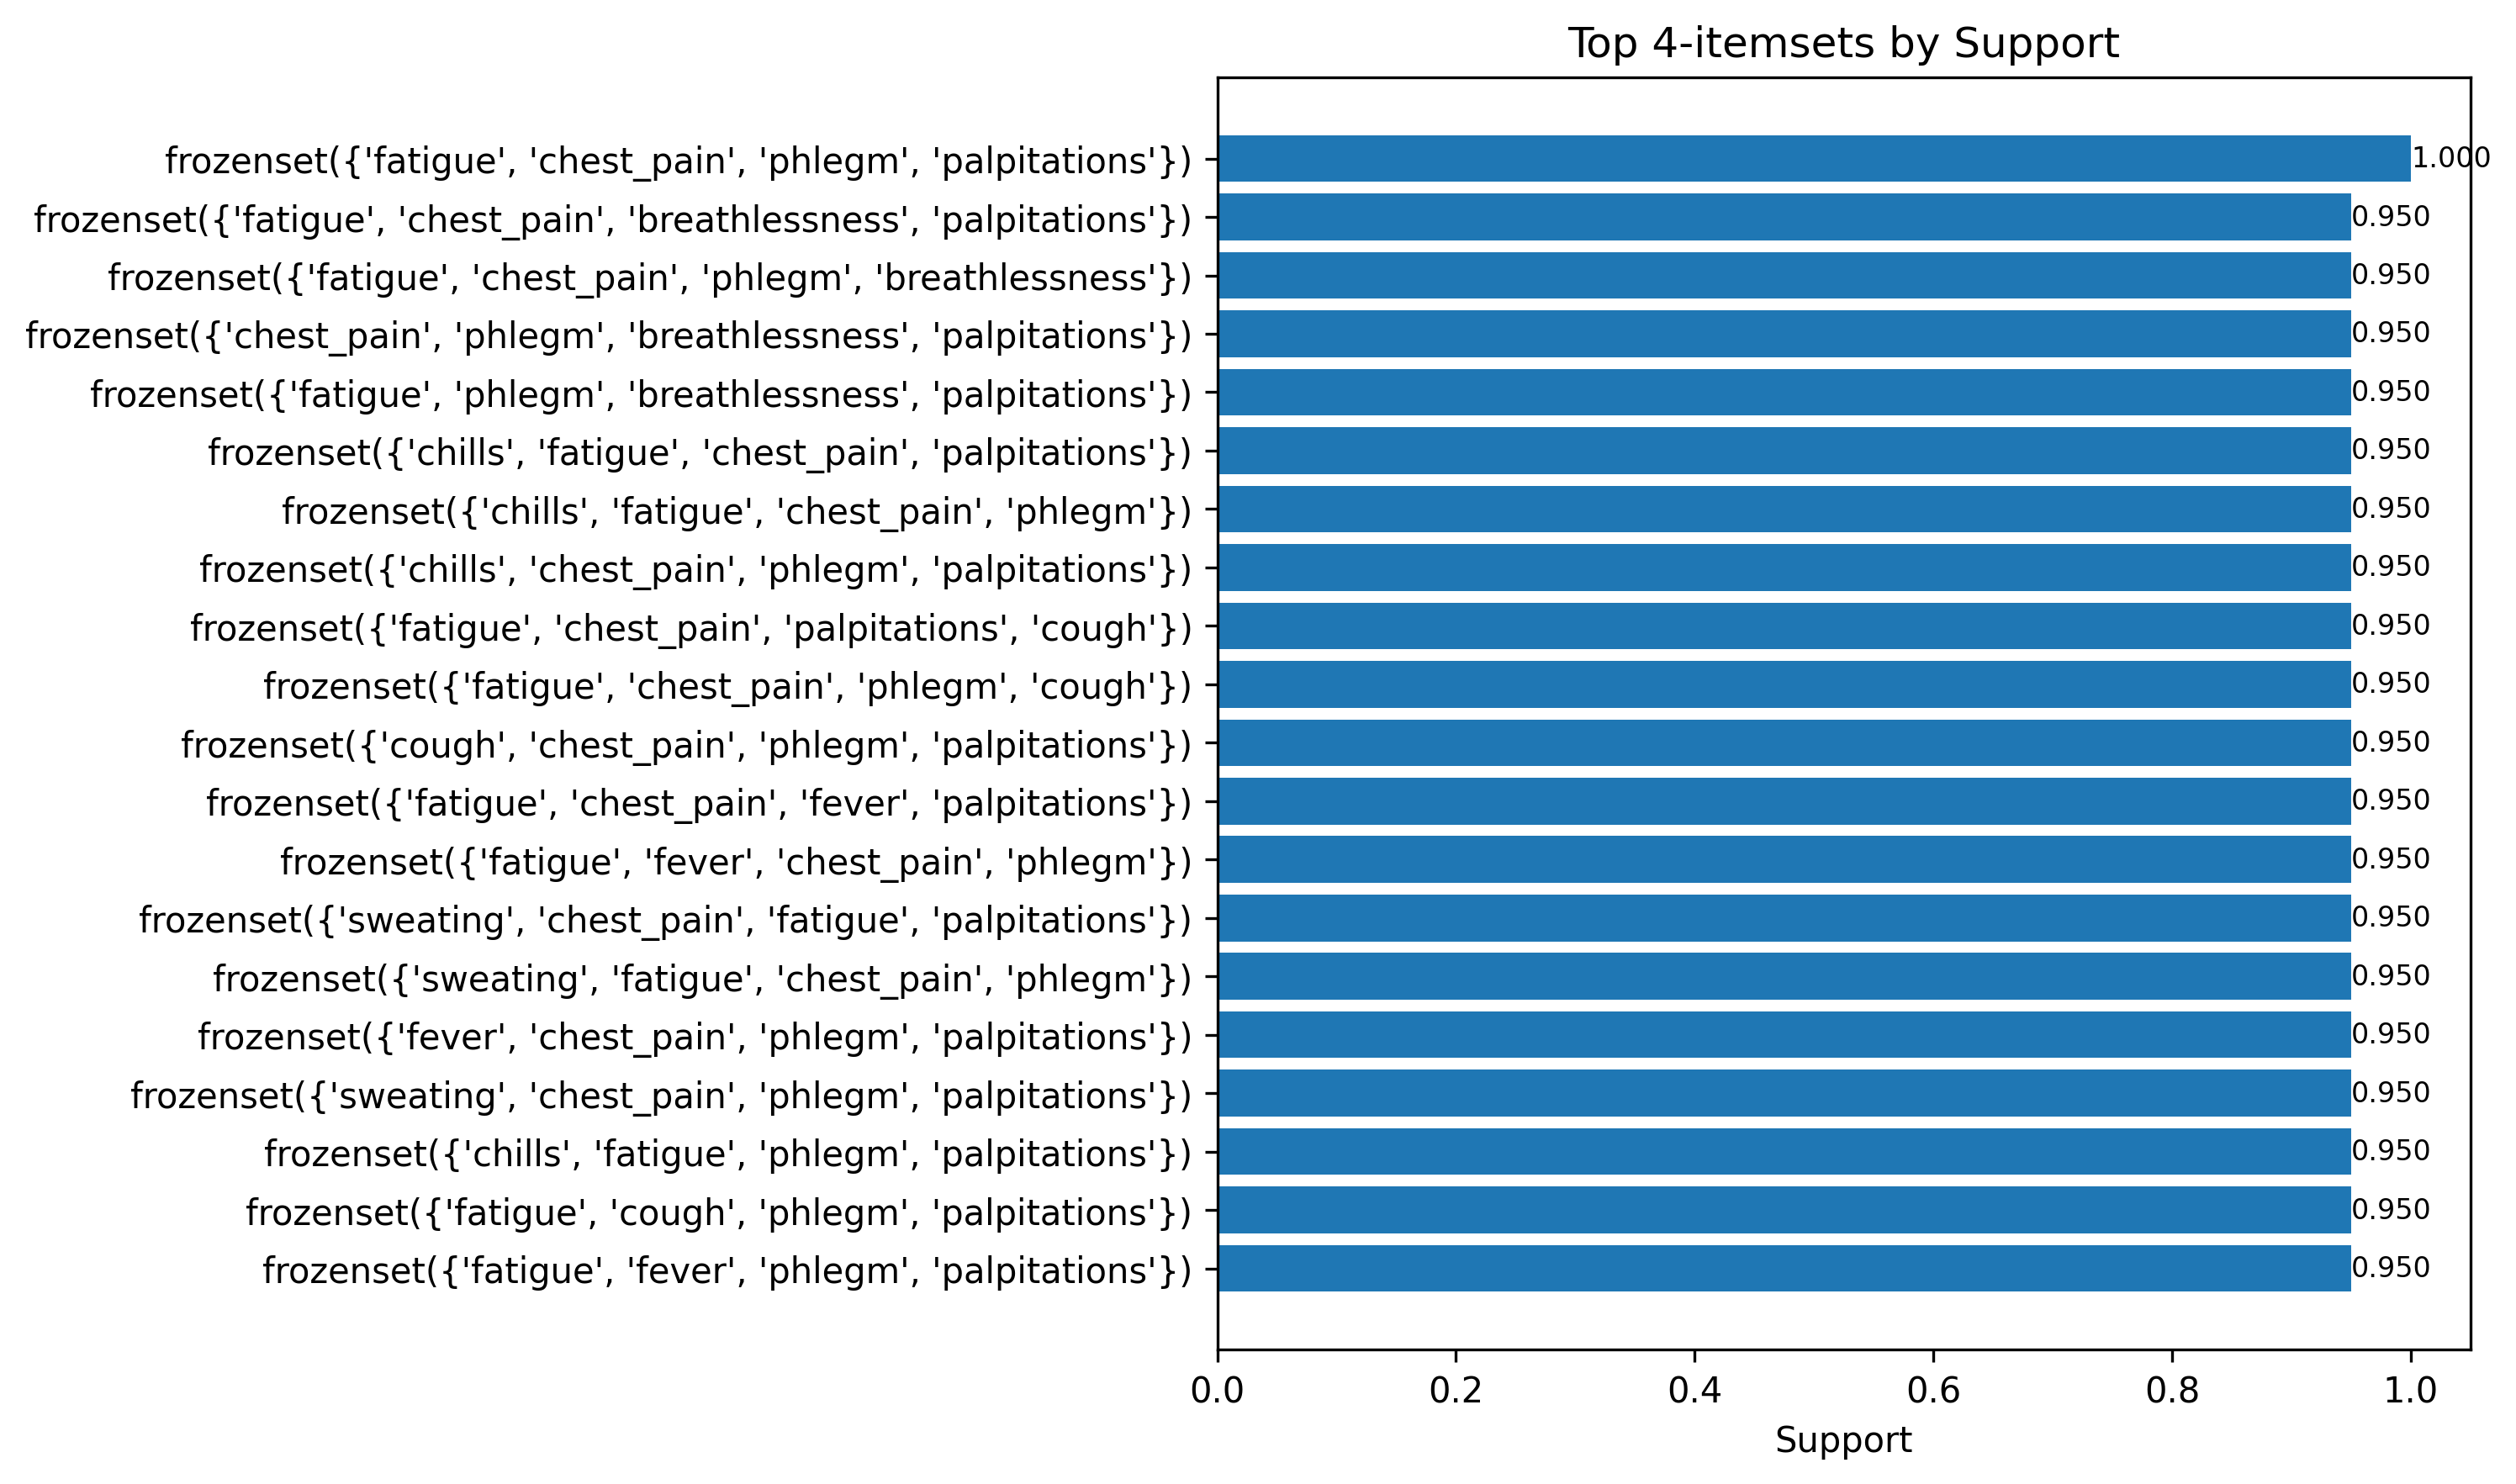 Top 4-itemsets by Support
frozenset({'fatigue', 'chest_pain', 'phlegm', 'palpitations'}) 1.000
frozenset({'fatigue', 'chest_pain', 'breathlessness', 'palpitations'}) 0.950
frozenset({'fatigue', 'chest_pain', 'phlegm', 'breathlessness'}) 0.950
frozenset({'chest_pain', 'phlegm', 'breathlessness', 'palpitations'}) 0.950
frozenset({'fatigue', 'phlegm', 'breathlessness', 'palpitations'}) 0.950
frozenset({'chills', 'fatigue', 'chest_pain', 'palpitations'}) 0.950
frozenset({'chills', 'fatigue', 'chest_pain', 'phlegm'}) 0.950
frozenset({'chills', 'chest_pain', 'phlegm', 'palpitations'}) 0.950
frozenset({'fatigue', 'chest_pain', 'palpitations', 'cough'}) 0.950
frozenset({'fatigue', 'chest_pain', 'phlegm', 'cough'}) 0.950
frozenset({'cough', 'chest_pain', 'phlegm', 'palpitations'}) 0.950
frozenset({'fatigue', 'chest_pain', 'fever', 'palpitations'}) 0.950
frozenset({'fatigue', 'fever', 'chest_pain', 'phlegm'}) 0.950
frozenset({'sweating', 'chest_pain', 'fatigue', 'palpitations'}) 0.950
frozenset({'sweating', 'fatigue', 'chest_pain', 'phlegm'}) 0.950
frozenset({'fever', 'chest_pain', 'phlegm', 'palpitations'}) 0.950
frozenset({'sweating', 'chest_pain', 'phlegm', 'palpitations'}) 0.950
frozenset({'chills', 'fatigue', 'phlegm', 'palpitations'}) 0.950
frozenset({'fatigue', 'cough', 'phlegm', 'palpitations'}) 0.950
frozenset({'fatigue', 'fever', 'phlegm', 'palpitations'}) 0.950
0.0 0.2 0.4 0.6 0.8 1.0
Support